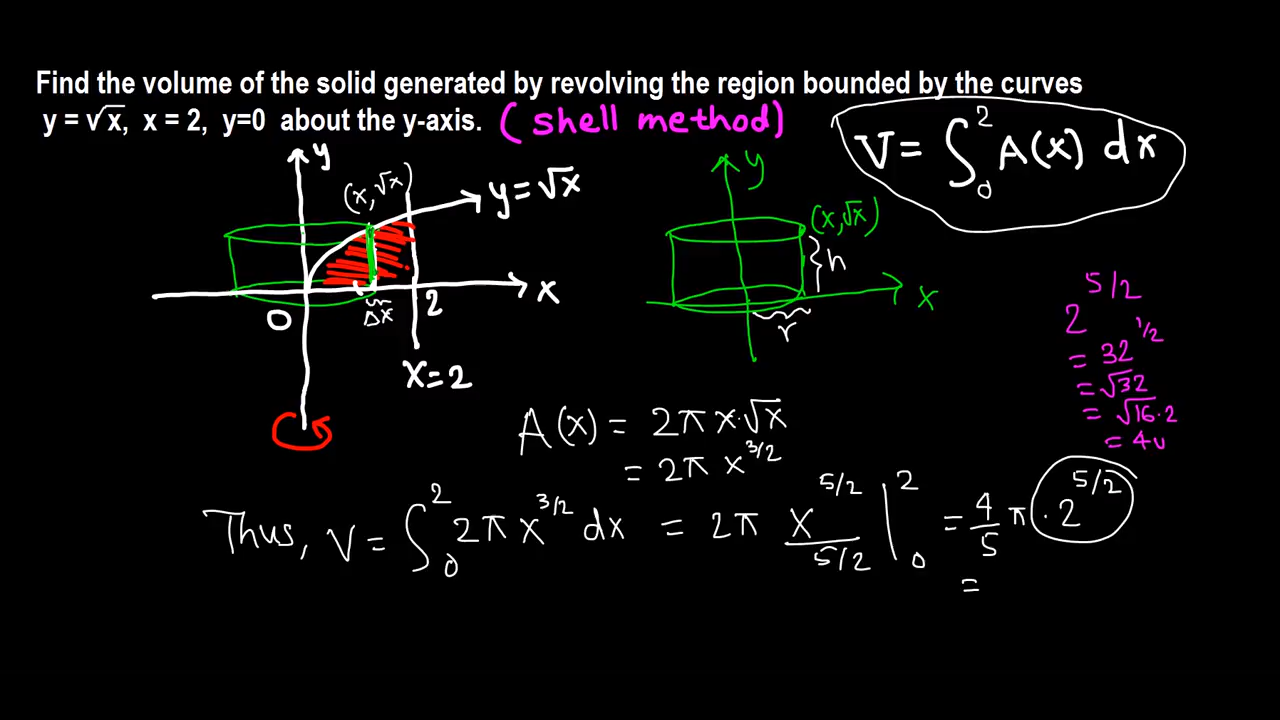 Find the volume of the solid generated by revolving the region bounded by the curves
y = √x, x = 2, y=0 about the y-axis. (shell method)
V = ∫₀² A(x) dx
y
(x, √x)
y = √x
x
0
Δx
2
x = 2
y
(x, √x)
h
x
r
2^5/2
= 32^1/2
= √32
= √16·2
= 4
A(x) = 2π x·√x
= 2π x^3/2
Thus, V = ∫₀² 2π x^3/2 dx = 2π x^5/2 / 5/2 |₀² = 4/5 π · 2^5/2
=